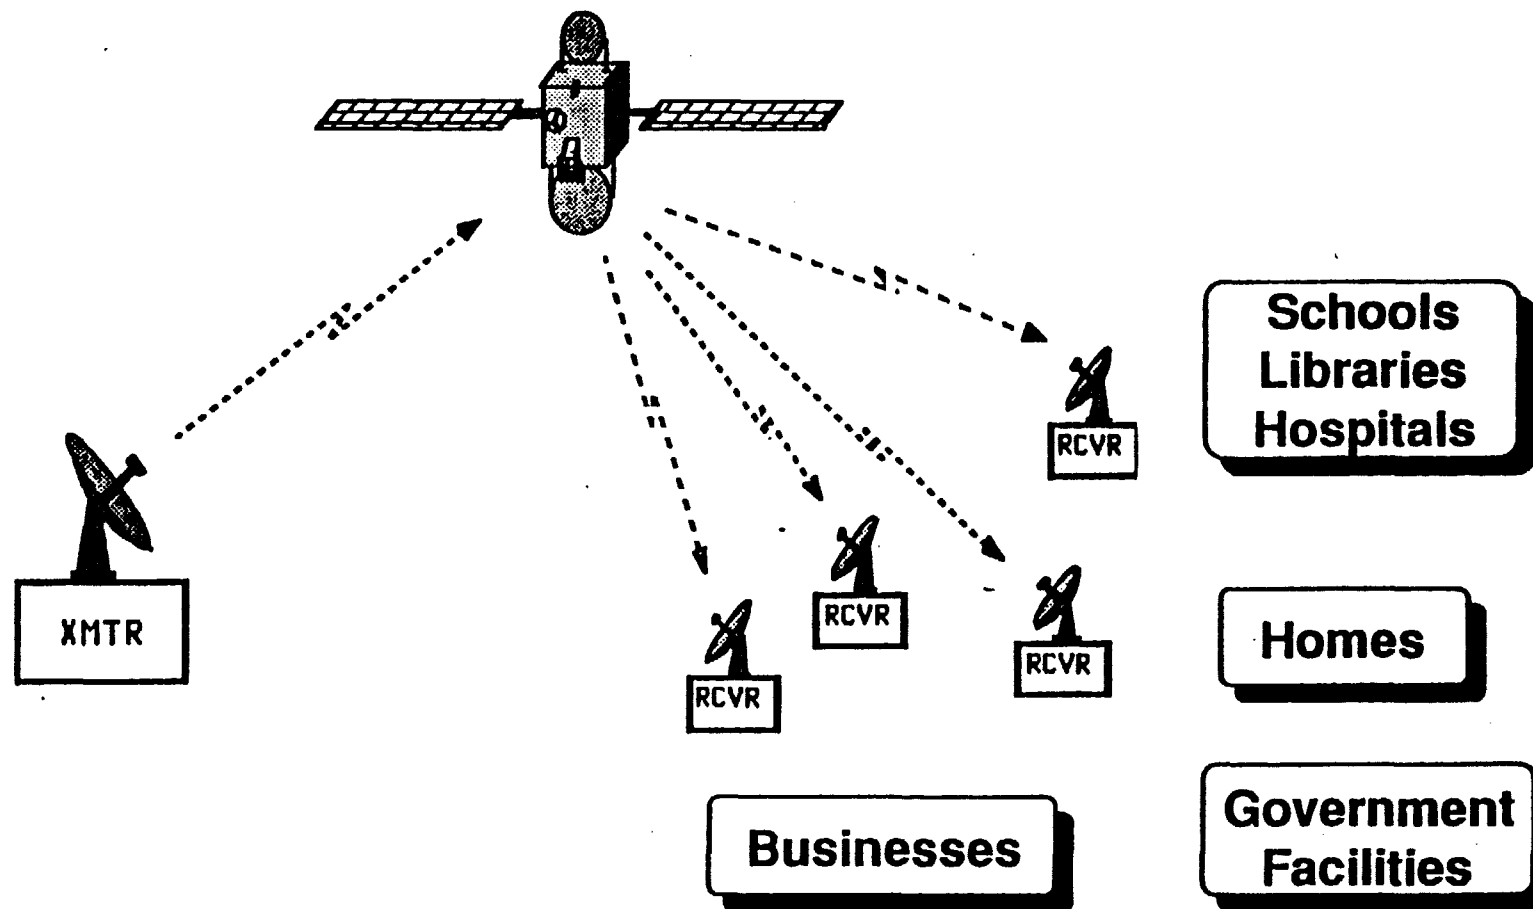 Schools
Libraries
Hospitals
RCVR
XMTR
RCVR
RCVR
RCVR
Homes
Businesses
Government
Facilities